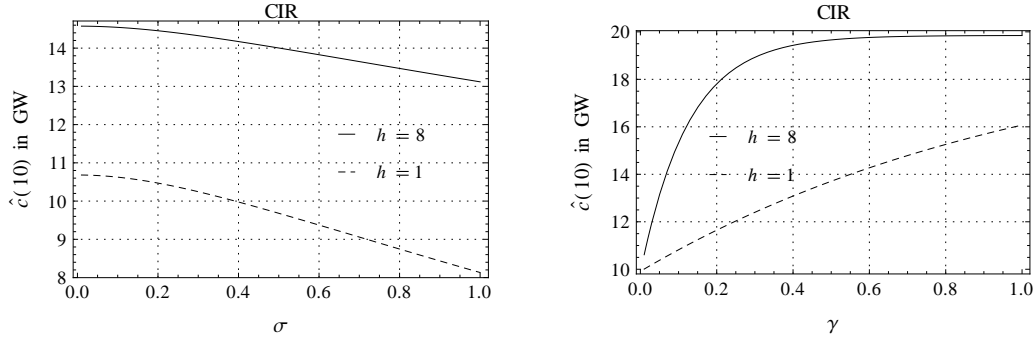 CIR
14
13
12
11
10
9
8
ĉ(10) in GW
h = 8
h = 1
0.0 0.2 0.4 0.6 0.8 1.0
σ
CIR
20
18
16
14
12
10
ĉ(10) in GW
h = 8
h = 1
0.0 0.2 0.4 0.6 0.8 1.0
γ